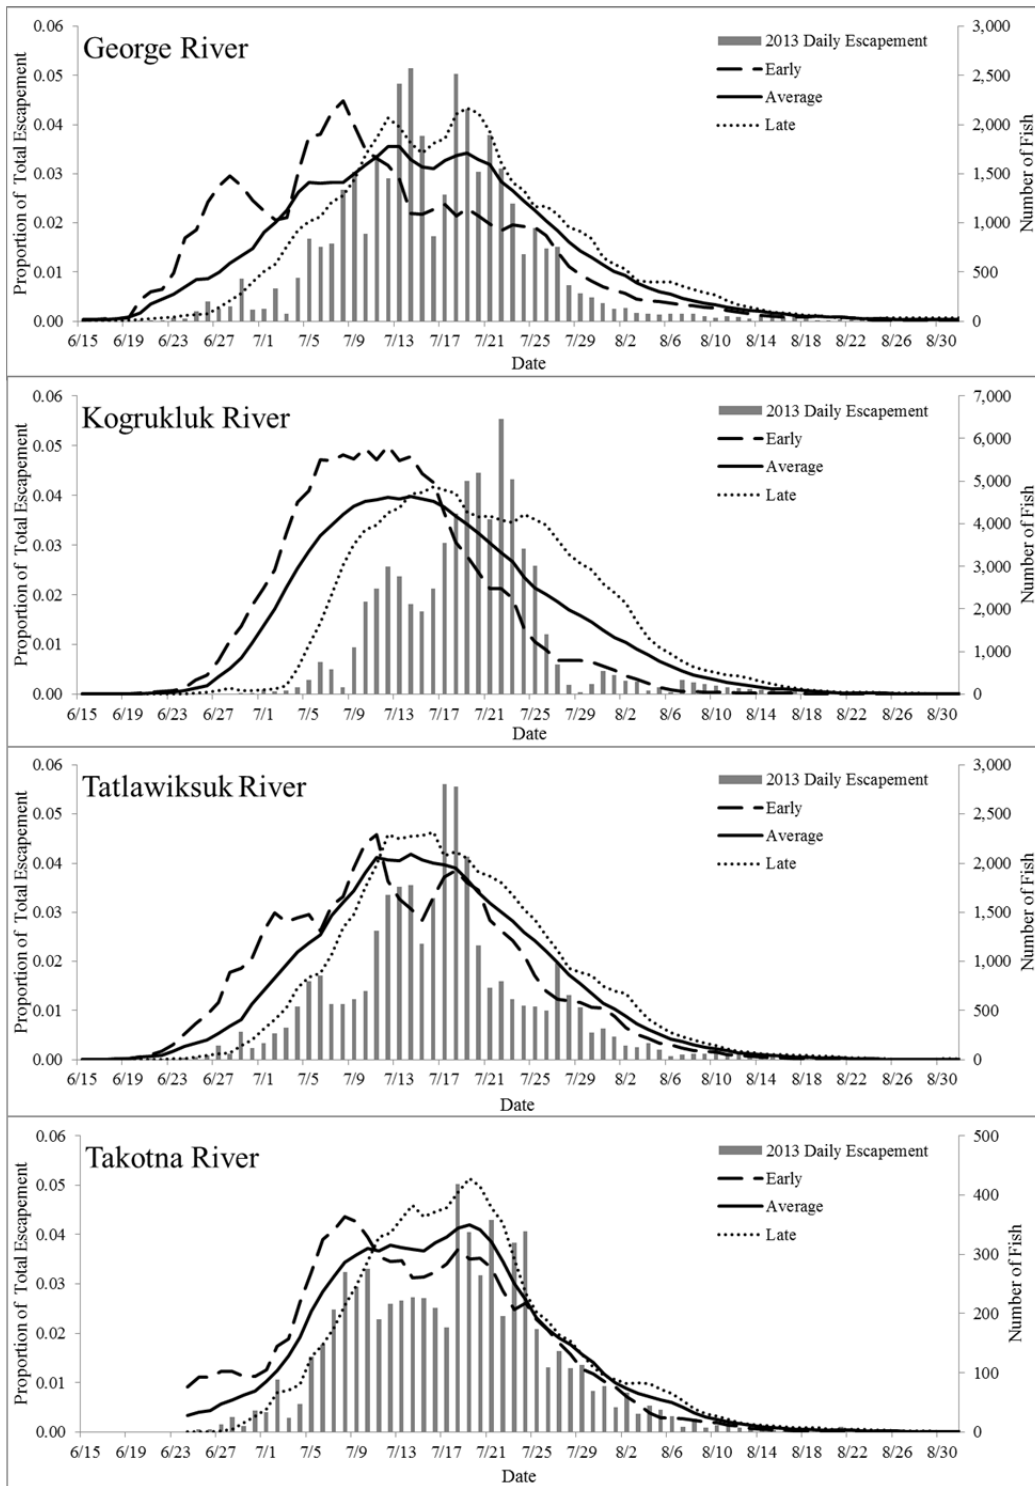 George River
2013 Daily Escapement
Early
Average
Late
Proportion of Total Escapement
0.06
0.05
0.04
0.03
0.02
0.01
0.00
3,000
2,500
2,000
1,500
1,000
500
0
Number of Fish
6/15 6/19 6/23 6/27 7/1 7/5 7/9 7/13 7/17 7/21 7/25 7/29 8/2 8/6 8/10 8/14 8/18 8/22 8/26 8/30
Date
Kogrukluk River
2013 Daily Escapement
Early
Average
Late
Proportion of Total Escapement
0.06
0.05
0.04
0.03
0.02
0.01
0.00
7,000
6,000
5,000
4,000
3,000
2,000
1,000
0
Number of Fish
6/15 6/19 6/23 6/27 7/1 7/5 7/9 7/13 7/17 7/21 7/25 7/29 8/2 8/6 8/10 8/14 8/18 8/22 8/26 8/30
Date
Tatlawiksuk River
2013 Daily Escapement
Early
Average
Late
Proportion of Total Escapement
0.06
0.05
0.04
0.03
0.02
0.01
0.00
3,000
2,500
2,000
1,500
1,000
500
0
Number of Fish
6/15 6/19 6/23 6/27 7/1 7/5 7/9 7/13 7/17 7/21 7/25 7/29 8/2 8/6 8/10 8/14 8/18 8/22 8/26 8/30
Date
Takotna River
2013 Daily Escapement
Early
Average
Late
Proportion of Total Escapement
0.06
0.05
0.04
0.03
0.02
0.01
0.00
500
400
300
200
100
0
Number of Fish
6/15 6/19 6/23 6/27 7/1 7/5 7/9 7/13 7/17 7/21 7/25 7/29 8/2 8/6 8/10 8/14 8/18 8/22 8/26 8/30
Date